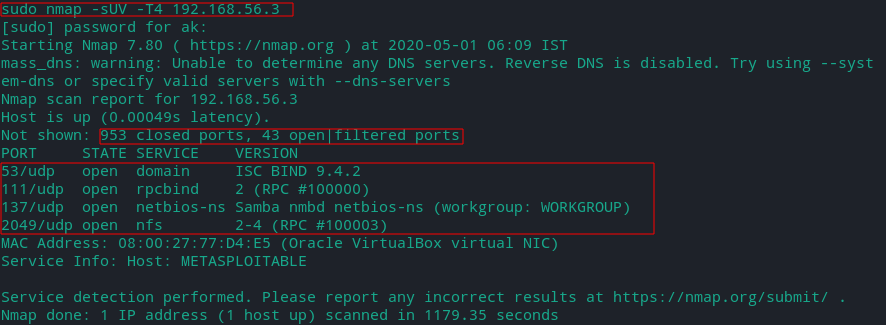 sudo nmap -sUV -T4 192.168.56.3
[sudo] password for ak:
Starting Nmap 7.80 ( https://nmap.org ) at 2020-05-01 06:09 IST
mass_dns: warning: Unable to determine any DNS servers. Reverse DNS is disabled. Try using --syst
em-dns or specify valid servers with --dns-servers
Nmap scan report for 192.168.56.3
Host is up (0.00049s latency).
Not shown: 953 closed ports, 43 open|filtered ports
PORT     STATE SERVICE    VERSION
53/udp   open  domain     ISC BIND 9.4.2
111/udp  open  rpcbind    2 (RPC #100000)
137/udp  open  netbios-ns Samba nmbd netbios-ns (workgroup: WORKGROUP)
2049/udp open  nfs        2-4 (RPC #100003)
MAC Address: 08:00:27:77:D4:E5 (Oracle VirtualBox virtual NIC)
Service Info: Host: METASPLOITABLE

Service detection performed. Please report any incorrect results at https://nmap.org/submit/ .
Nmap done: 1 IP address (1 host up) scanned in 1179.35 seconds